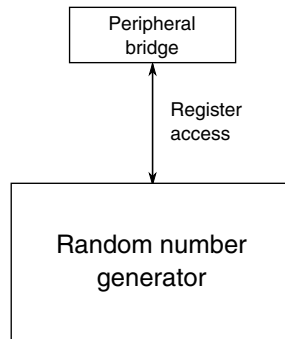 Peripheral
bridge
Register
access
Random number
generator